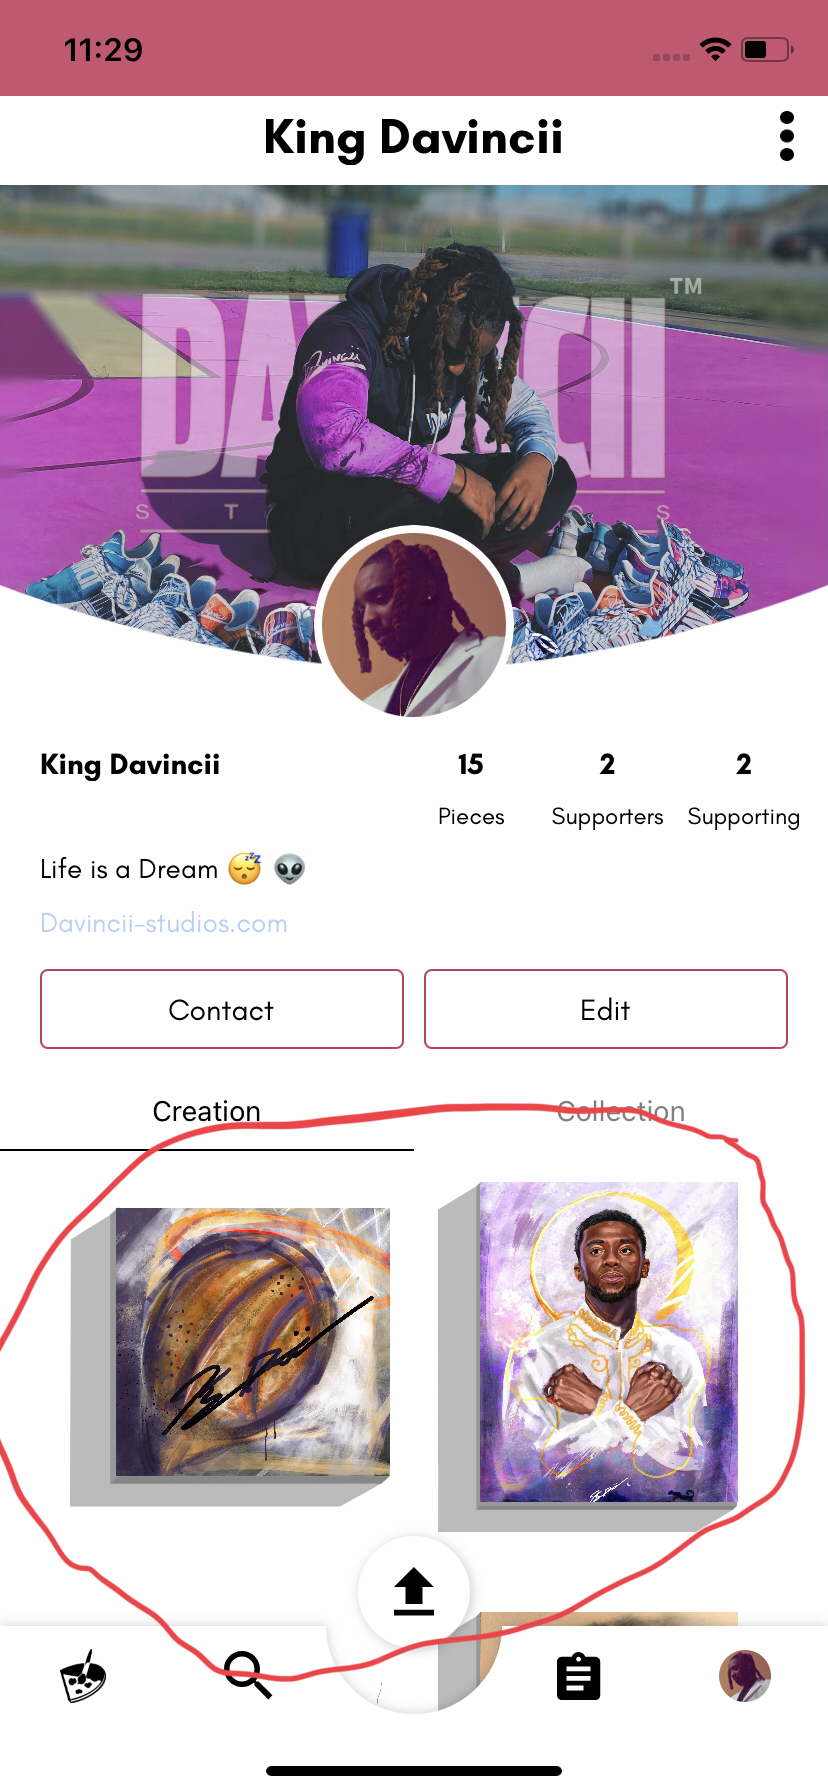 11:29
King Davincii
TM
S T S
King Davincii
15 2 2
Pieces Supporters Supporting
Life is a Dream 😴 👽
Davincii-studios.com
Contact Edit
Creation Collection